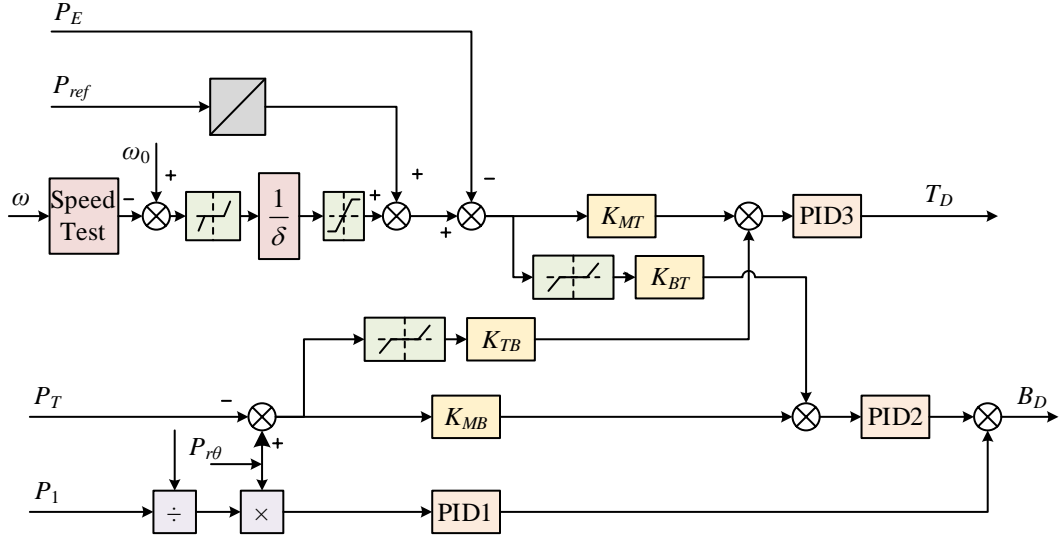 P_E
P_ref
ω_0
+
+
−
ω
Speed
Test
−
1
δ
+
+
K_MT
PID3
T_D
K_BT
K_TB
P_T
−
K_MB
PID2
B_D
P_rθ
+
P_1
÷
×
PID1